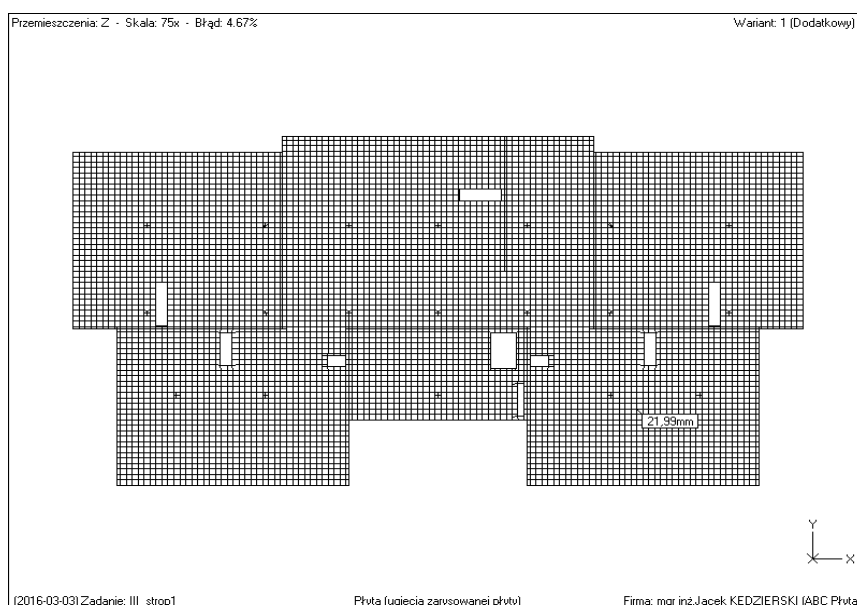 Przemieszczenia: Z - Skala: 75x - Błąd: 4.67%
Wariant: 1 (Dodatkowy)
21,99mm
Y
X
(2016-03-03) Zadanie: III_strop1
Płyta (ugięcia zarysowanej płyty)
Firma: mgr inż.Jacek KĘDZIERSKI (ABC Płyta